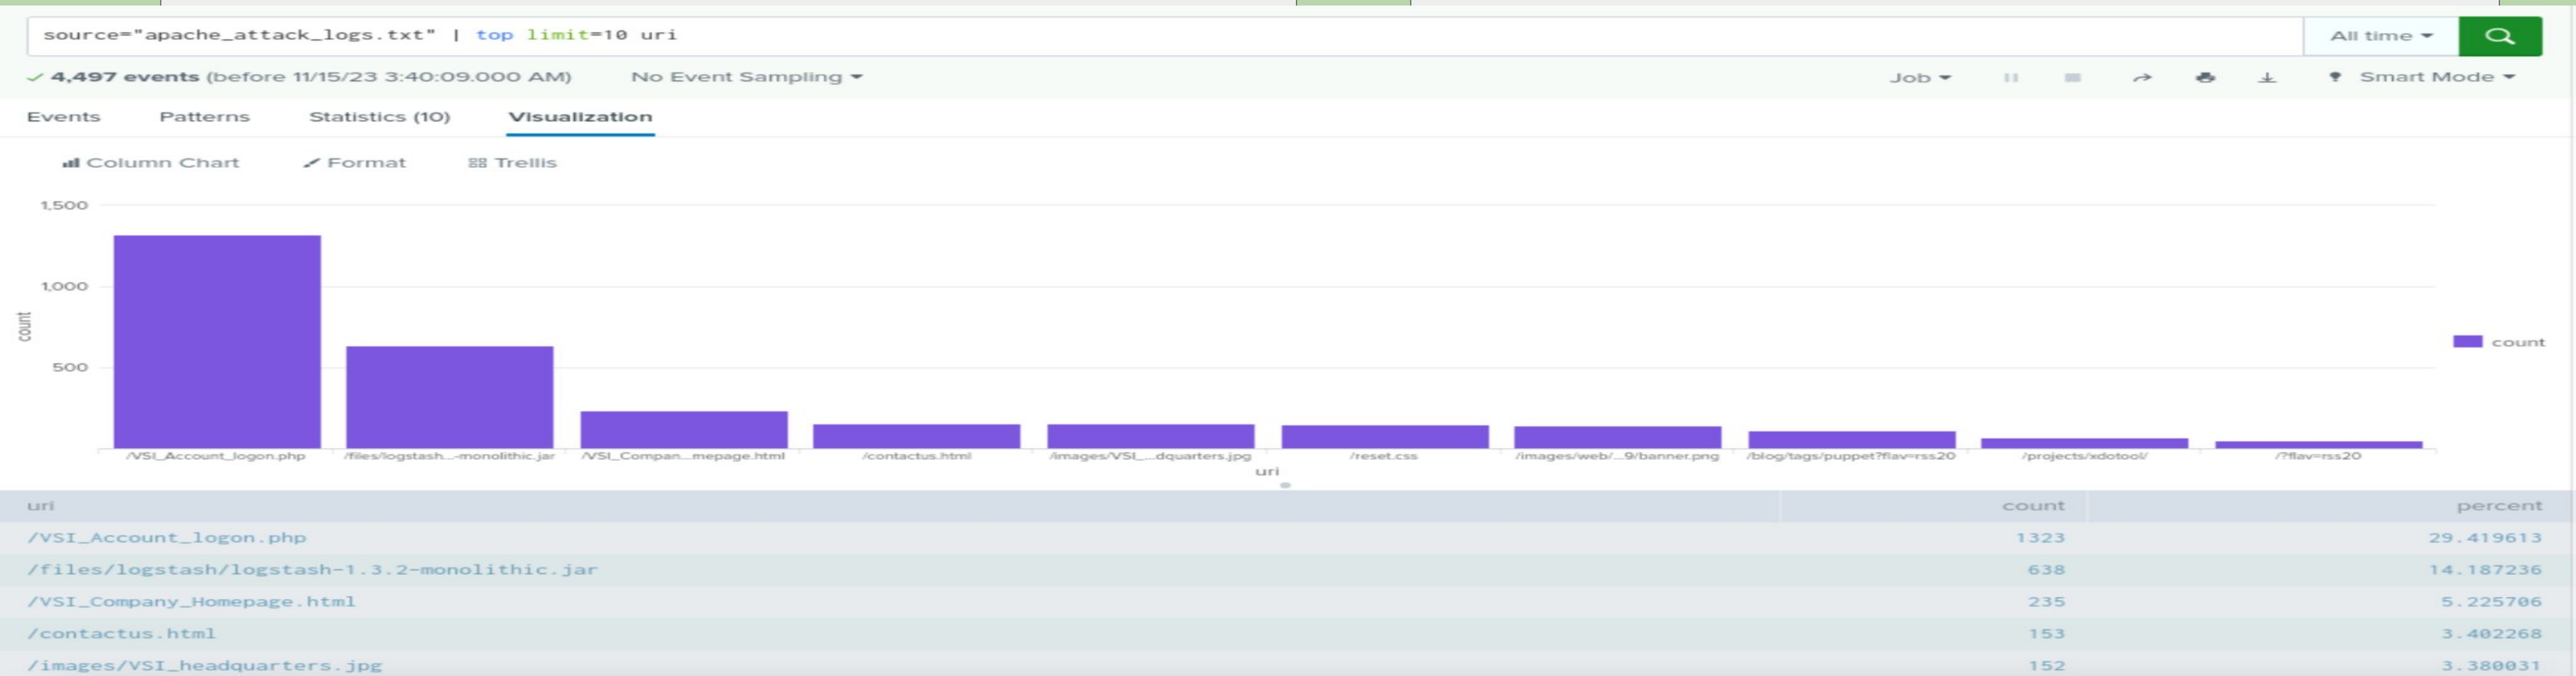 source="apache_attack_logs.txt" | top limit=10 uri
All time
4,497 events (before 11/15/23 3:40:09.000 AM) No Event Sampling Job Smart Mode
Events Patterns Statistics (10) Visualization
Column Chart Format Trellis
1,500
1,000
500
count
count
/VSI_Account_logon.php /files/logstash...-monolithic.jar /VSI_Compan...mepage.html /contactus.html /images/VSI_...dquarters.jpg /reset.css /images/web/...9/banner.png /blog/tags/puppet?flav=rss20 /projects/xdotool/ /?flav=rss20
uri
uri count percent
/VSI_Account_logon.php 1323 29.419613
/files/logstash/logstash-1.3.2-monolithic.jar 638 14.187236
/VSI_Company_Homepage.html 235 5.225706
/contactus.html 153 3.402268
/images/VSI_headquarters.jpg 152 3.380031